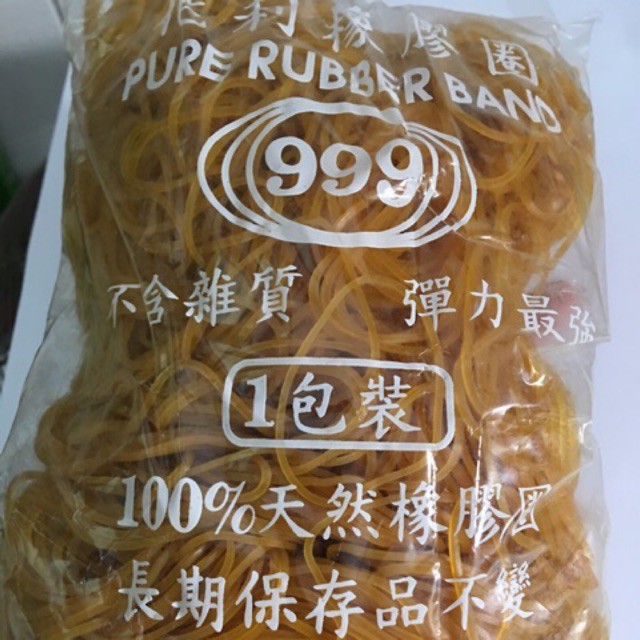 利橡膠圈
PURE RUBBER BAND
999
不含雜質 彈力最強
1包裝
100%天然橡膠圈
長期保存品不變